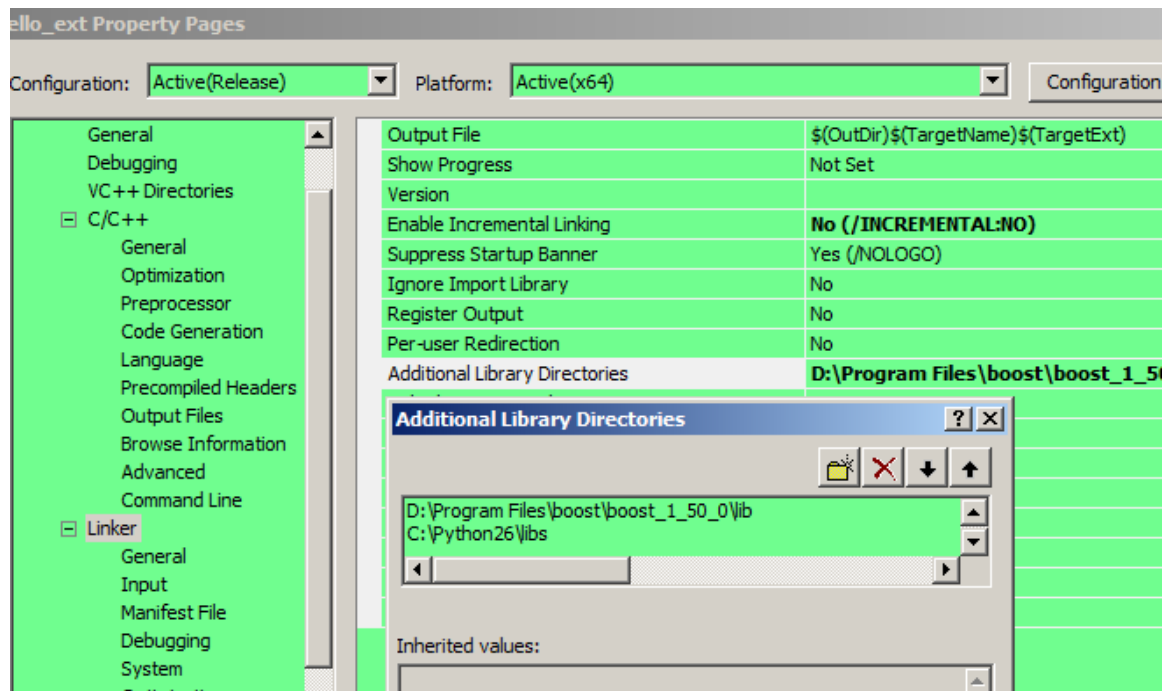 ello_ext Property Pages
Configuration: Active(Release) Platform: Active(x64) Configuration
General
Debugging
VC++ Directories
C/C++
General
Optimization
Preprocessor
Code Generation
Language
Precompiled Headers
Output Files
Browse Information
Advanced
Command Line
Linker
General
Input
Manifest File
Debugging
System
Output File $(OutDir)$(TargetName)$(TargetExt)
Show Progress Not Set
Version
Enable Incremental Linking No (/INCREMENTAL:NO)
Suppress Startup Banner Yes (/NOLOGO)
Ignore Import Library No
Register Output No
Per-user Redirection No
Additional Library Directories D:\Program Files\boost\boost_1_50
Additional Library Directories
D:\Program Files\boost\boost_1_50_0\lib
C:\Python26\libs
Inherited values: